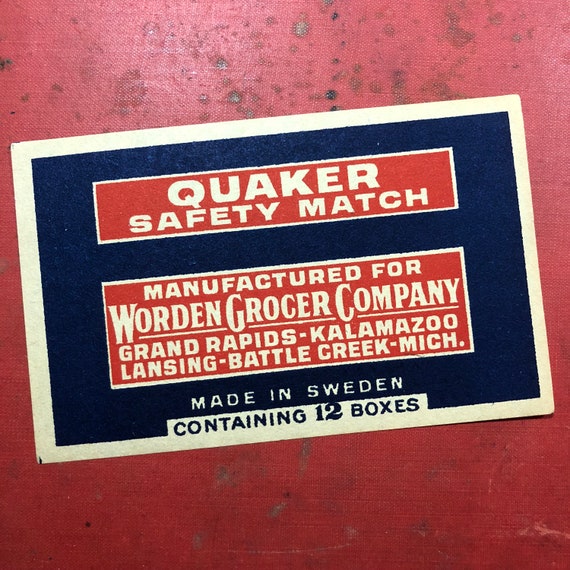 QUAKER
SAFETY MATCH
MANUFACTURED FOR
WORDEN GROCER COMPANY
GRAND RAPIDS-KALAMAZOO
LANSING-BATTLE CREEK-MICH.
MADE IN SWEDEN
CONTAINING 12 BOXES